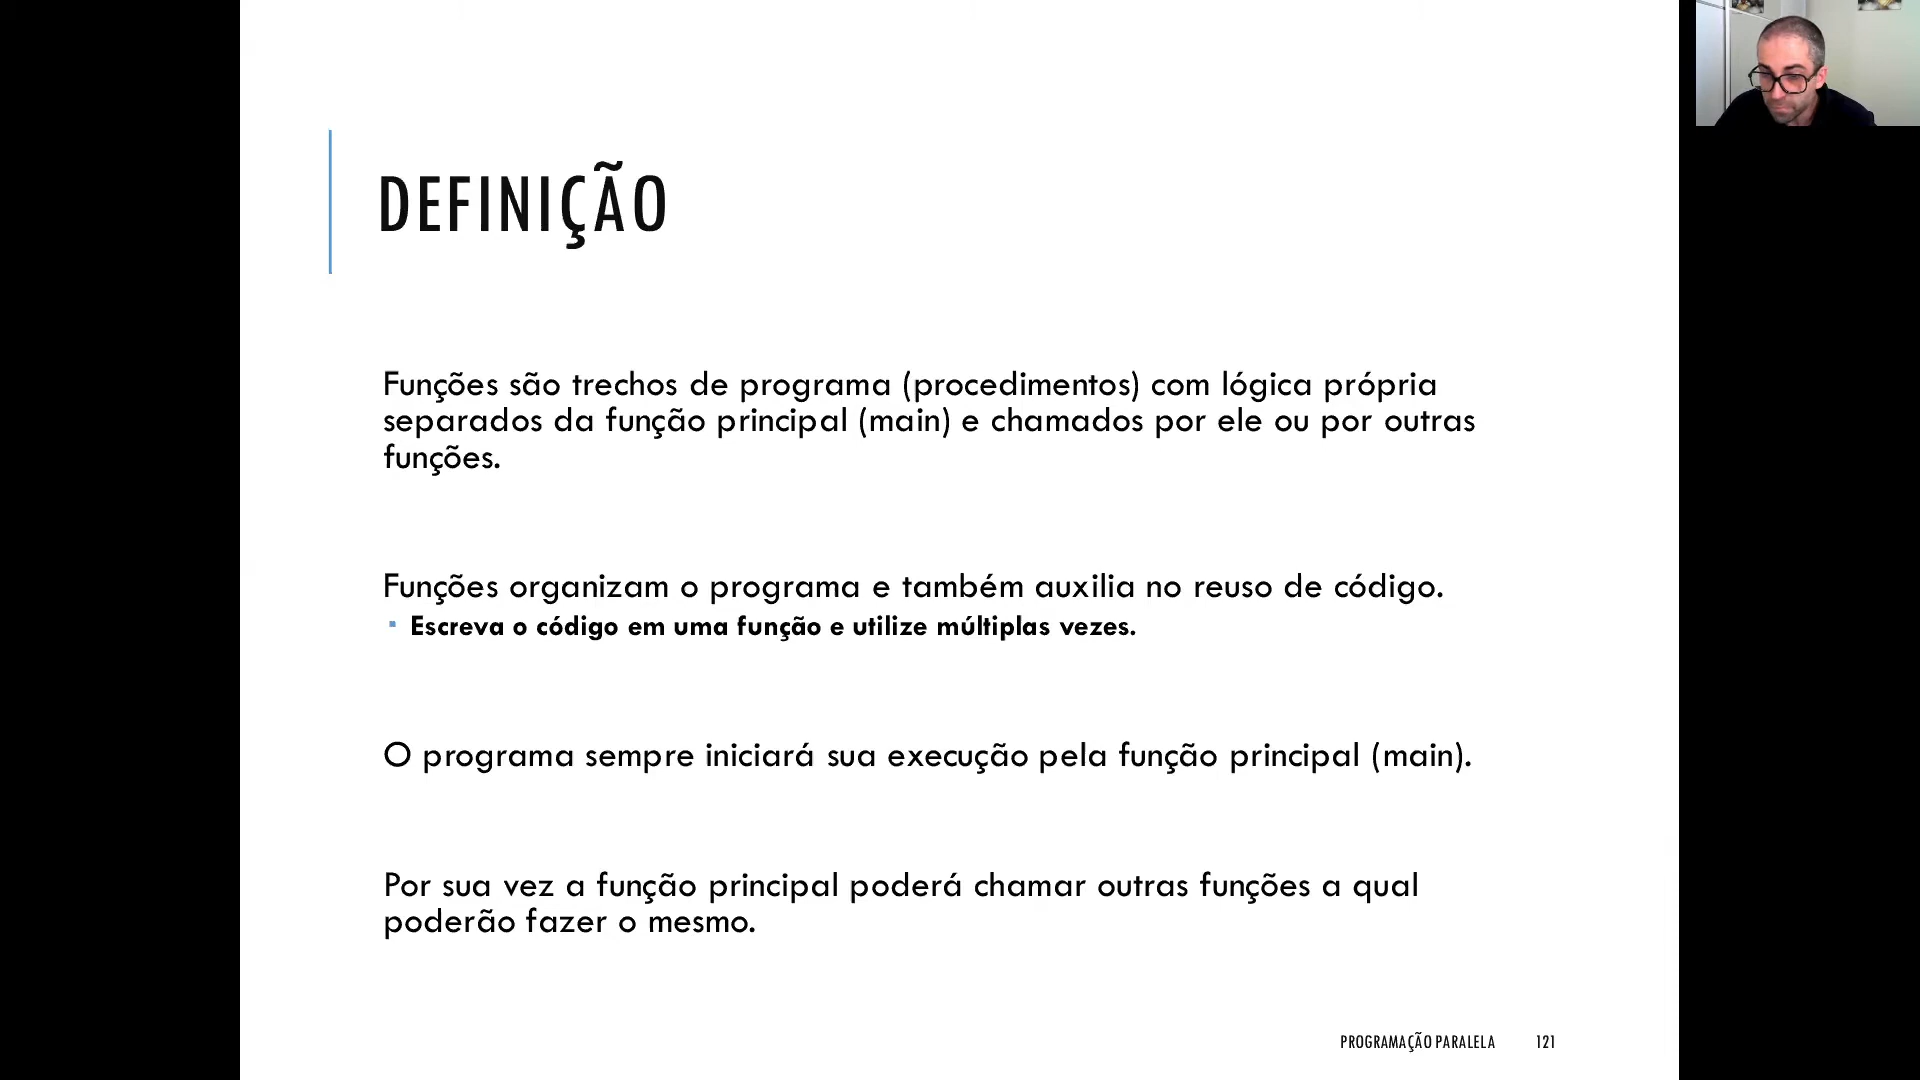 DEFINIÇÃO
Funções são trechos de programa (procedimentos) com lógica própria
separados da função principal (main) e chamados por ele ou por outras
funções.
Funções organizam o programa e também auxilia no reuso de código.
Escreva o código em uma função e utilize múltiplas vezes.
O programa sempre iniciará sua execução pela função principal (main).
Por sua vez a função principal poderá chamar outras funções a qual
poderão fazer o mesmo.
PROGRAMAÇÃO PARALELA 121